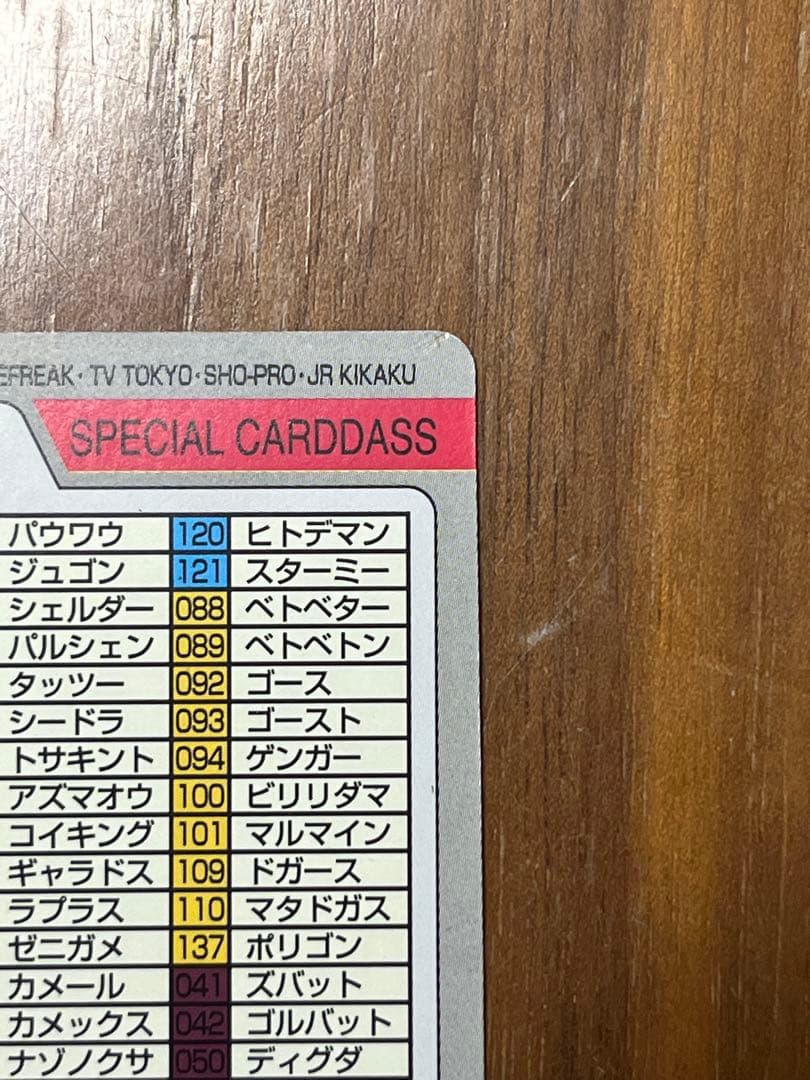 EFREAK・TV TOKYO・SHO-PRO・JR KIKAKU
SPECIAL CARDDASS
パウワウ 120 ヒトデマン
ジュゴン 121 スターミー
シェルダー 088 ベトベター
パルシェン 089 ベトベトン
タッツー 092 ゴース
シードラ 093 ゴースト
トサキント 094 ゲンガー
アズマオウ 100 ビリリダマ
コイキング 101 マルマイン
ギャラドス 109 ドガース
ラプラス 110 マタドガス
ゼニガメ 137 ポリゴン
カメール 041 ズバット
カメックス 042 ゴルバット
ナゾノクサ 050 ディグダ